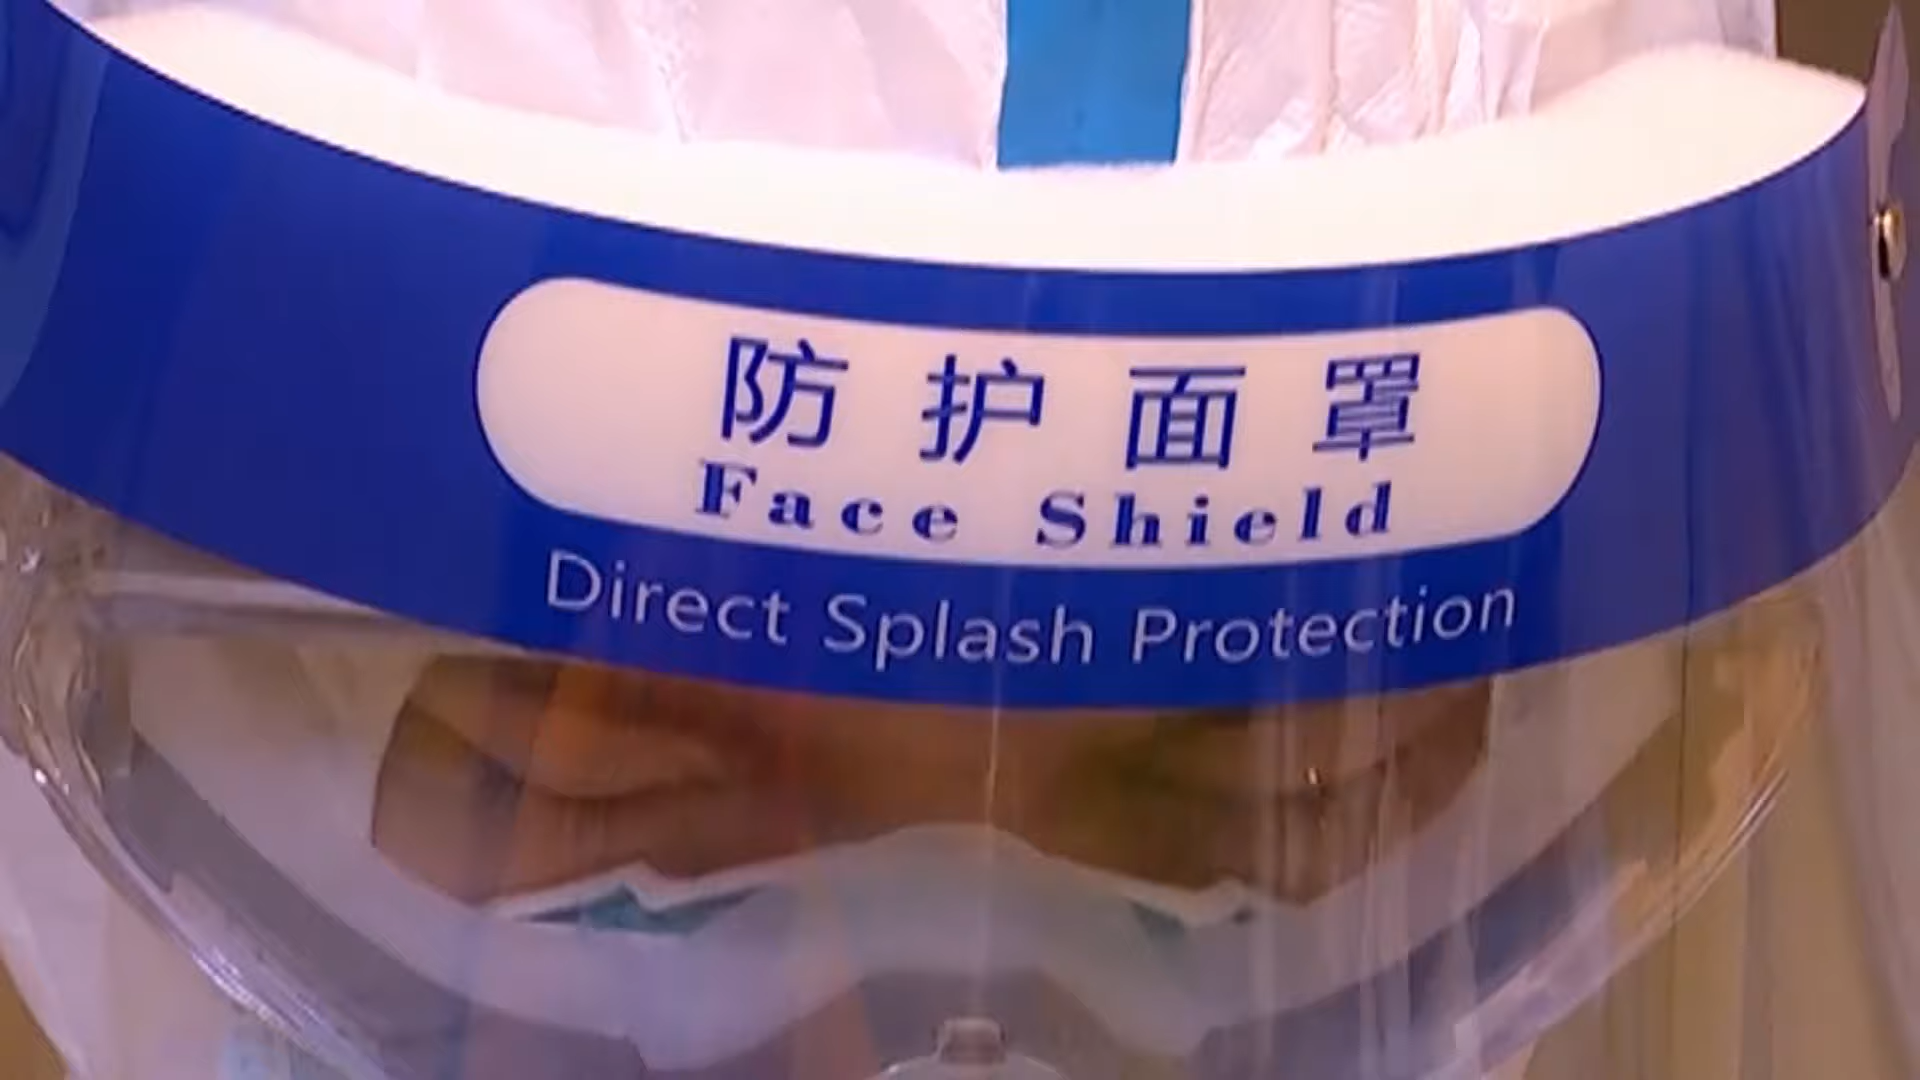 防护面罩
Face Shield
Direct Splash Protection